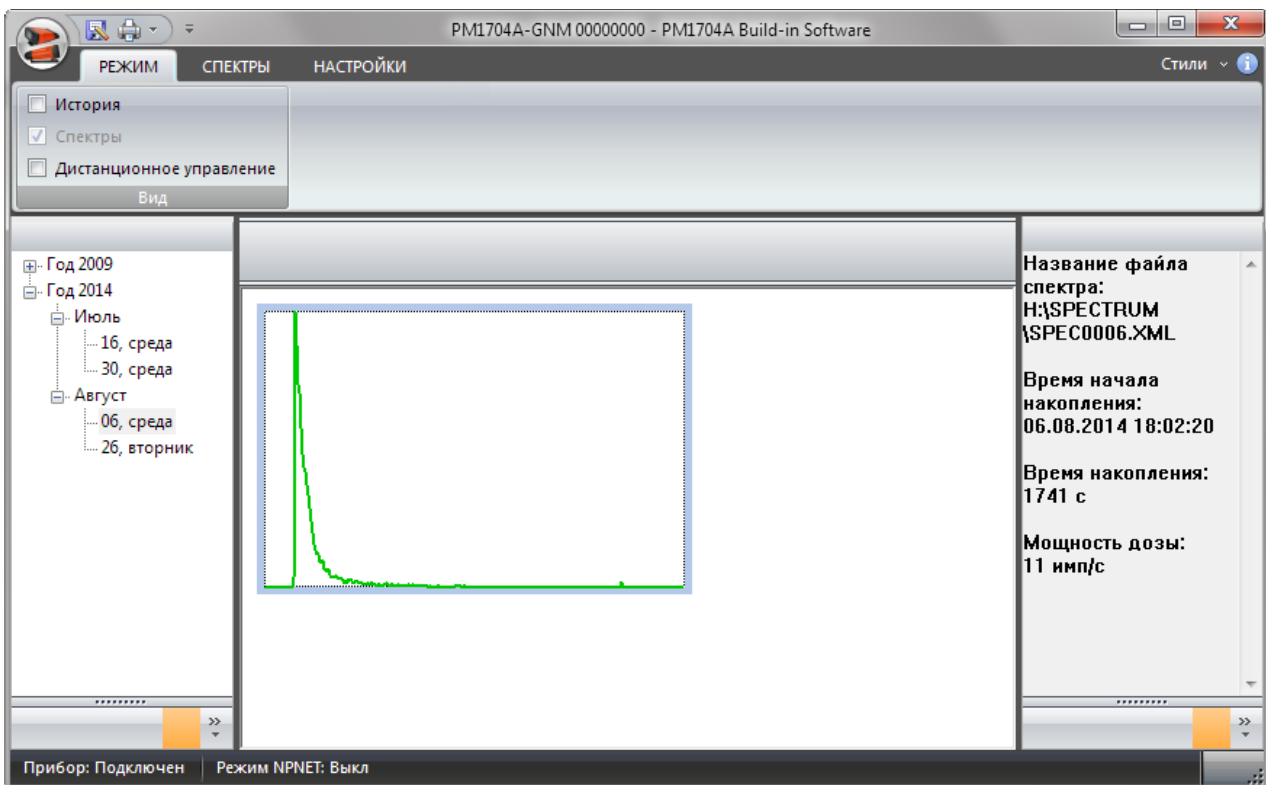 PM1704A-GNM 00000000 - PM1704A Build-in Software
РЕЖИМ СПЕКТРЫ НАСТРОЙКИ Стили
История
Спектры
Дистанционное управление
Вид
Год 2009
Год 2014
Июль
16, среда
30, среда
Август
06, среда
26, вторник
Название файла
спектра:
H:\SPECTRUM
\SPEC0006.XML
Время начала
накопления:
06.08.2014 18:02:20
Время накопления:
1741 с
Мощность дозы:
11 имп/с
Прибор: Подключен Режим NPNET: Выкл